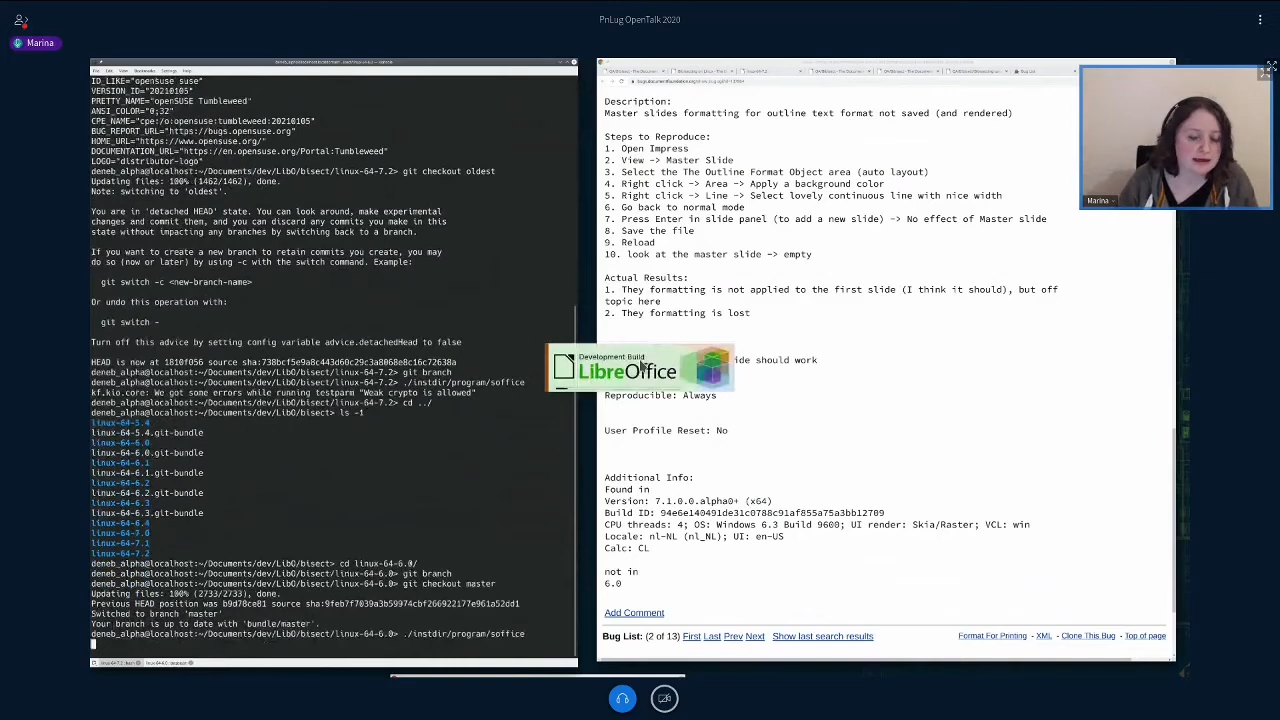 PnLug OpenTalk 2020
Marina
ID_LIKE="opensuse suse"
VERSION_ID="20210105"
PRETTY_NAME="openSUSE Tumbleweed"
ANSI_COLOR="0;32"
CPE_NAME="cpe:/o:opensuse:tumbleweed:20210105"
BUG_REPORT_URL="https://bugs.opensuse.org"
HOME_URL="https://www.opensuse.org/"
DOCUMENTATION_URL="https://en.opensuse.org/Portal:Tumbleweed"
LOGO="distributor-logo"
deneb_alpha@localhost:~/Documents/dev/LibO/bisect/linux-64-7.2> git checkout oldest
Updating files: 100% (1462/1462), done.
Note: switching to 'oldest'.
You are in 'detached HEAD' state. You can look around, make experimental
changes and commit them, and you can discard any commits you make in this
state without impacting any branches by switching back to a branch.
If you want to create a new branch to retain commits you create, you may
do so (now or later) by using -c with the switch command. Example:
git switch -c <new-branch-name>
Or undo this operation with:
git switch -
Turn off this advice by setting config variable advice.detachedHead to false
HEAD is now at 1810f056 source sha:738bcf5e9a8c443d60c29c3a8068e8c16c72638a
deneb_alpha@localhost:~/Documents/dev/LibO/bisect/linux-64-7.2> git branch
deneb_alpha@localhost:~/Documents/dev/LibO/bisect/linux-64-7.2> ./instdir/program/soffice
kf.kio.core: We got some errors while running testparm "Weak crypto is allowed"
deneb_alpha@localhost:~/Documents/dev/LibO/bisect/linux-64-7.2> cd ../
deneb_alpha@localhost:~/Documents/dev/LibO/bisect> ls -1
linux-64-5.4
linux-64-5.4.git-bundle
linux-64-6.0
linux-64-6.0.git-bundle
linux-64-6.1
linux-64-6.1.git-bundle
linux-64-6.2
linux-64-6.2.git-bundle
linux-64-6.3
linux-64-6.3.git-bundle
linux-64-6.4
linux-64-7.0
linux-64-7.1
linux-64-7.2
deneb_alpha@localhost:~/Documents/dev/LibO/bisect> cd linux-64-6.0/
deneb_alpha@localhost:~/Documents/dev/LibO/bisect/linux-64-6.0> git branch
deneb_alpha@localhost:~/Documents/dev/LibO/bisect/linux-64-6.0> git checkout master
Updating files: 100% (2733/2733), done.
Previous HEAD position was b9d78ce81 source sha:9feb7f7039a3b59974cbf266922177e961a52dd1
Switched to branch 'master'
Your branch is up to date with 'bundle/master'.
deneb_alpha@localhost:~/Documents/dev/LibO/bisect/linux-64-6.0> ./instdir/program/soffice
Development Build
LibreOffice
Description:
Master slides formatting for outline text format not saved (and rendered)
Steps to Reproduce:
1. Open Impress
2. View -> Master Slide
3. Select the The Outline Format Object area (auto layout)
4. Right click -> Area -> Apply a background color
5. Right click -> Line -> Select lovely continuous line with nice width
6. Go back to normal mode
7. Press Enter in slide panel (to add a new slide) -> No effect of Master slide
8. Save the file
9. Reload
10. look at the master slide -> empty
Actual Results:
1. They formatting is not applied to the first slide (I think it should), but off
topic here
2. They formatting is lost
ide should work
Reproducible: Always
User Profile Reset: No
Additional Info:
Found in
Version: 7.1.0.0.alpha0+ (x64)
Build ID: 94e6e140491de31c0788c91af855a75a3bb12709
CPU threads: 4; OS: Windows 6.3 Build 9600; UI render: Skia/Raster; VCL: win
Locale: nl-NL (nl_NL); UI: en-US
Calc: CL
not in
6.0
Add Comment
Bug List: (2 of 13) First Last Prev Next Show last search results
Format For Printing - XML - Clone This Bug - Top of page
Marina